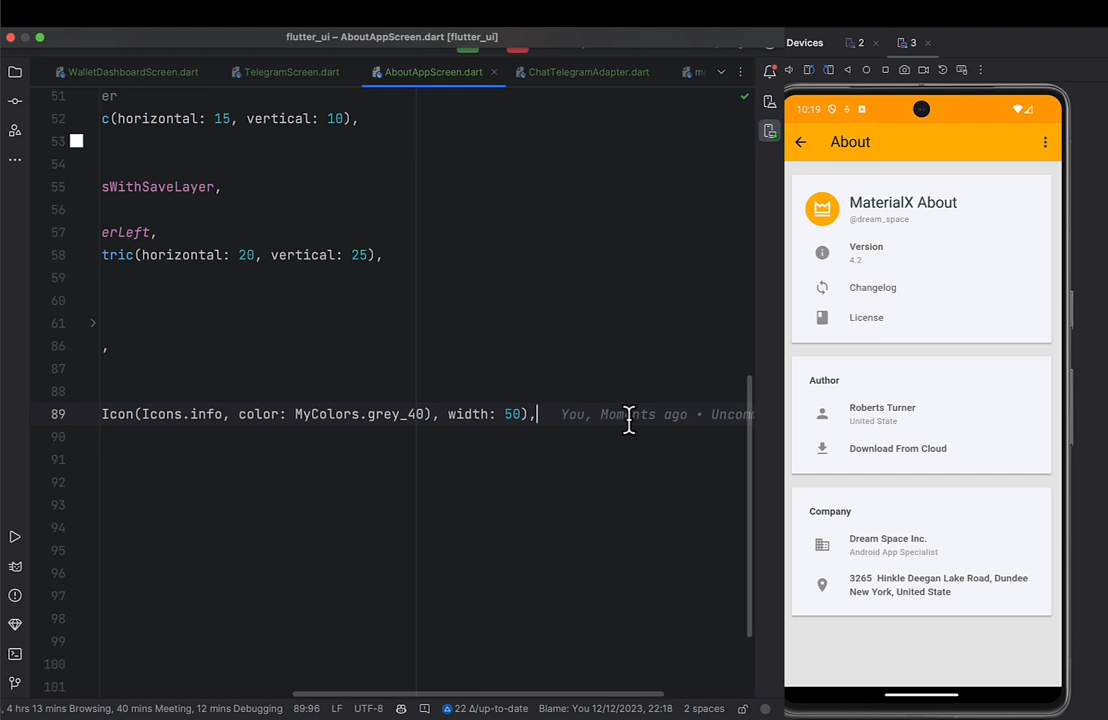 flutter_ui – AboutAppScreen.dart [flutter_ui]
Devices
2
3
WalletDashboardScreen.dart
TelegramScreen.dart
AboutAppScreen.dart
ChatTelegramAdapter.dart
51 er
52 c(horizontal: 15, vertical: 10),
53
54
55 sWithSaveLayer,
56
57 erLeft,
58 tric(horizontal: 20, vertical: 25),
59
60
61
86 ,
87
88
89 Icon(Icons.info, color: MyColors.grey_40), width: 50), You, Moments ago • Uncomm
90
91
92
93
94
95
96
97
98
99
100
101
10:19
About
MaterialX About
@dream_space
Version
4.2
Changelog
License
Author
Roberts Turner
United State
Download From Cloud
Company
Dream Space Inc.
Android App Specialist
3265 Hinkle Deegan Lake Road, Dundee
New York, United State
, 4 hrs 13 mins Browsing, 40 mins Meeting, 12 mins Debugging
89:96
LF
UTF-8
22 Δ/up-to-date
Blame: You 12/12/2023, 22:18
2 spaces